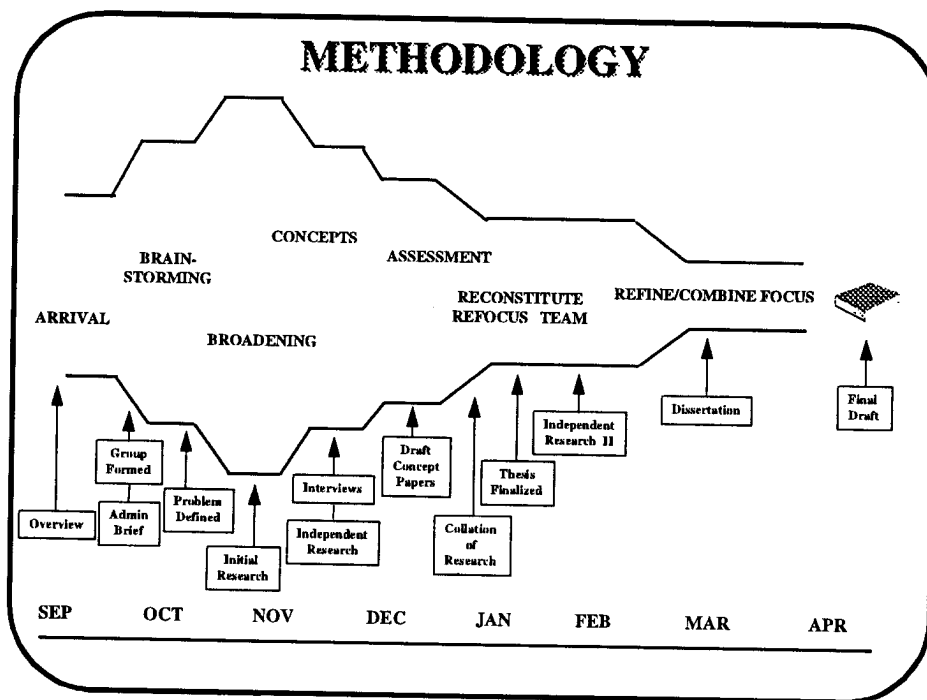 METHODOLOGY
CONCEPTS
BRAIN-
STORMING
ASSESSMENT
RECONSTITUTE
REFOCUS TEAM
REFINE/COMBINE FOCUS
ARRIVAL
BROADENING
Overview
Group
Formed
Admin
Brief
Problem
Defined
Initial
Research
Interviews
Independent
Research
Draft
Concept
Papers
Collation
of
Research
Thesis
Finalized
Independent
Research II
Dissertation
Final
Draft
SEP OCT NOV DEC JAN FEB MAR APR